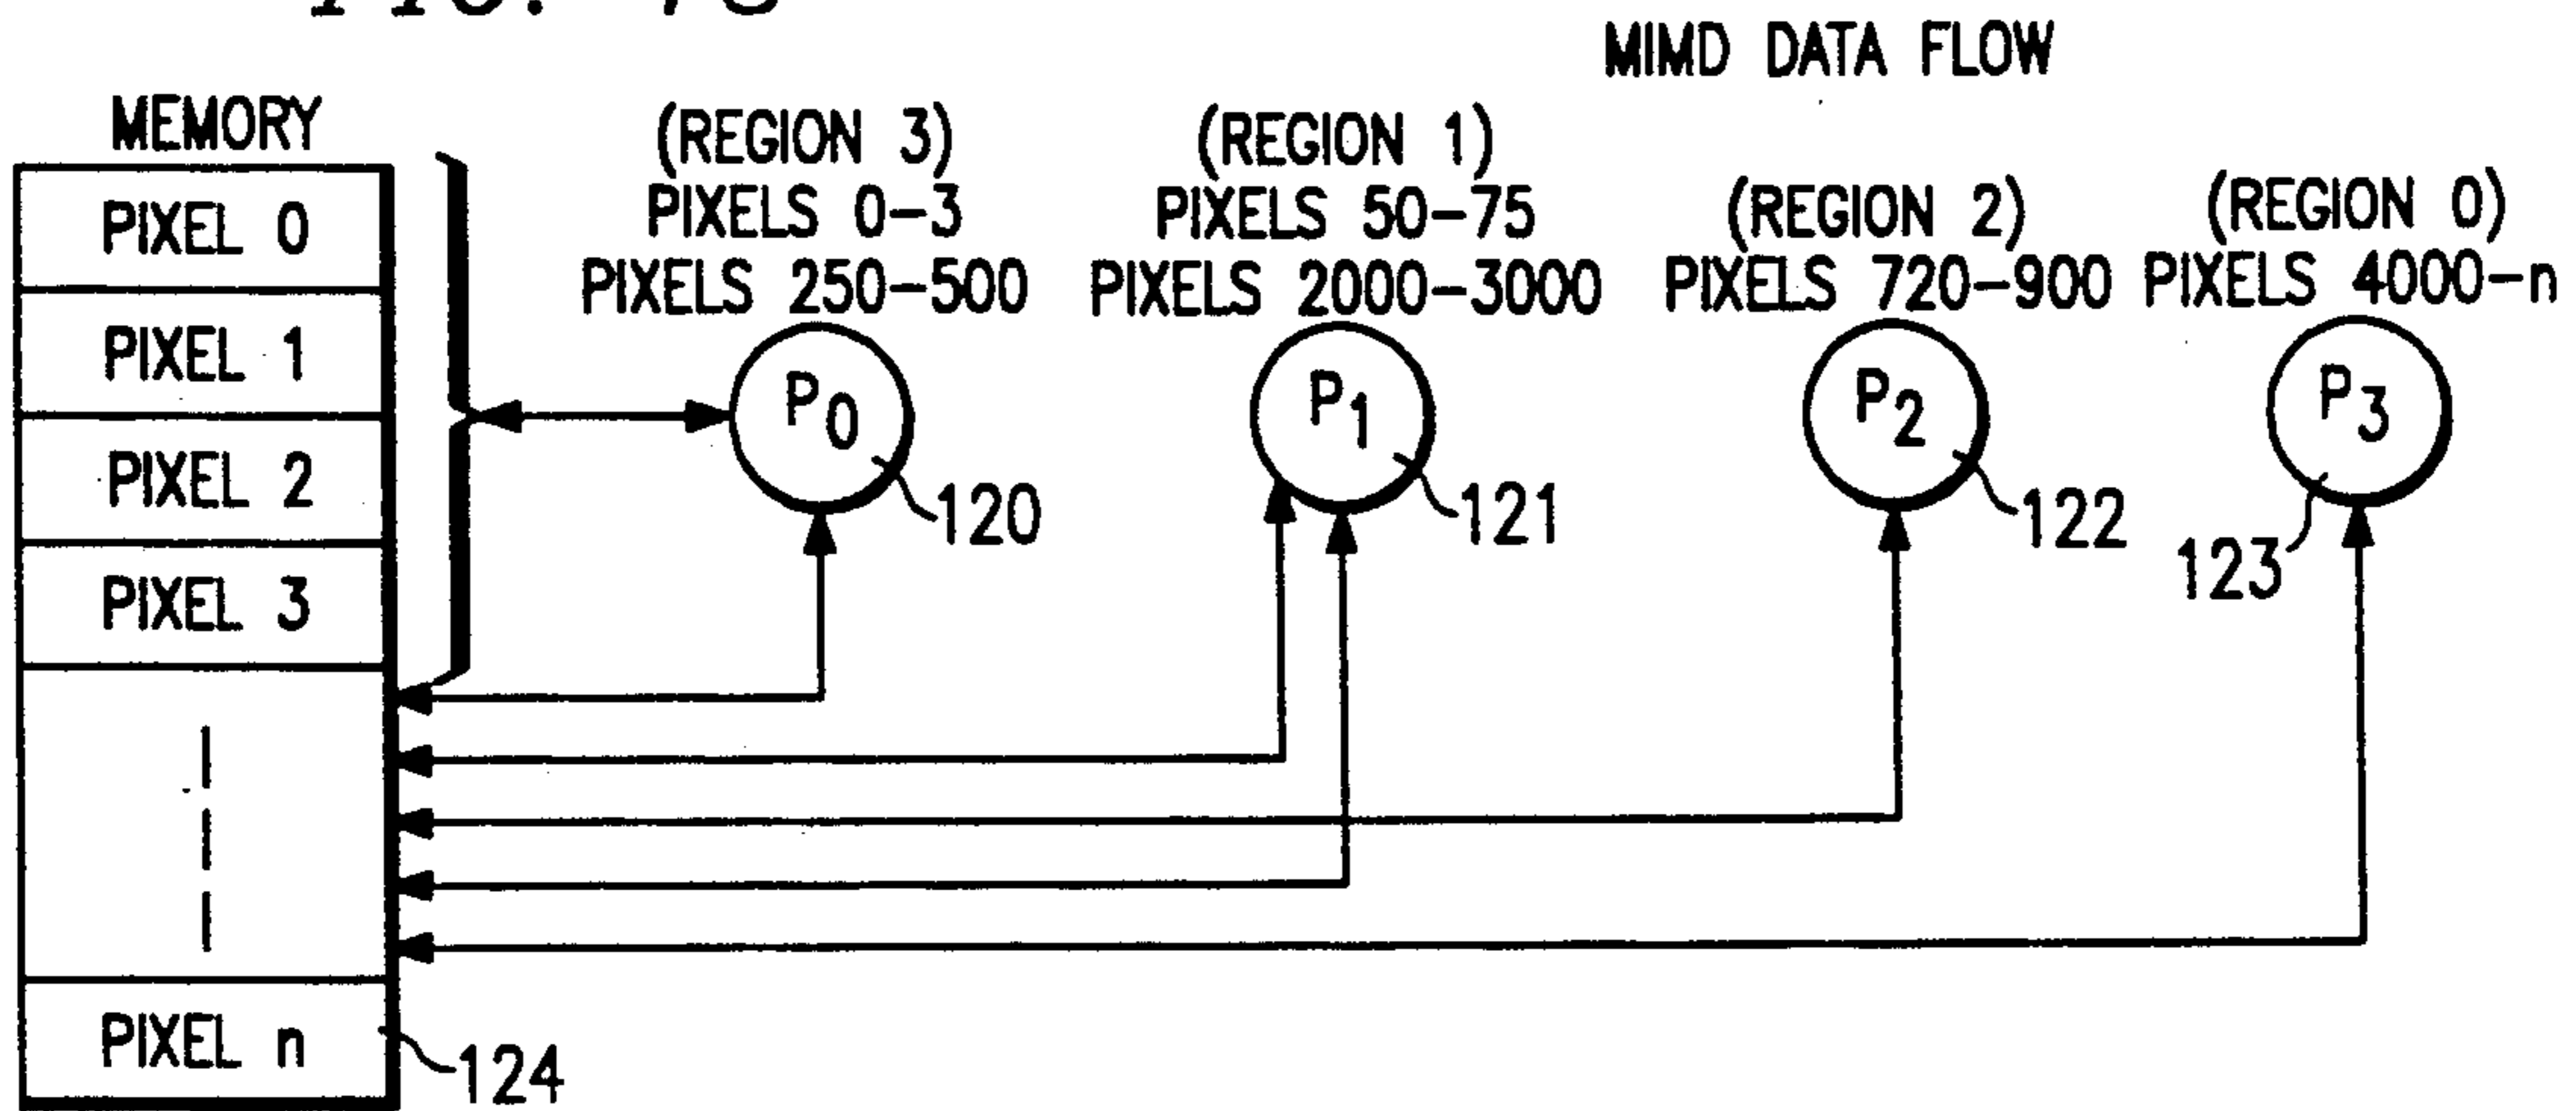 MIMD DATA FLOW
MEMORY
PIXEL 0
PIXEL 1
PIXEL 2
PIXEL 3
PIXEL n
124
(REGION 3)
PIXELS 0-3
PIXELS 250-500
P0
120
(REGION 1)
PIXELS 50-75
PIXELS 2000-3000
P1
121
(REGION 2)
PIXELS 720-900
P2
122
(REGION 0)
PIXELS 4000-n
P3
123